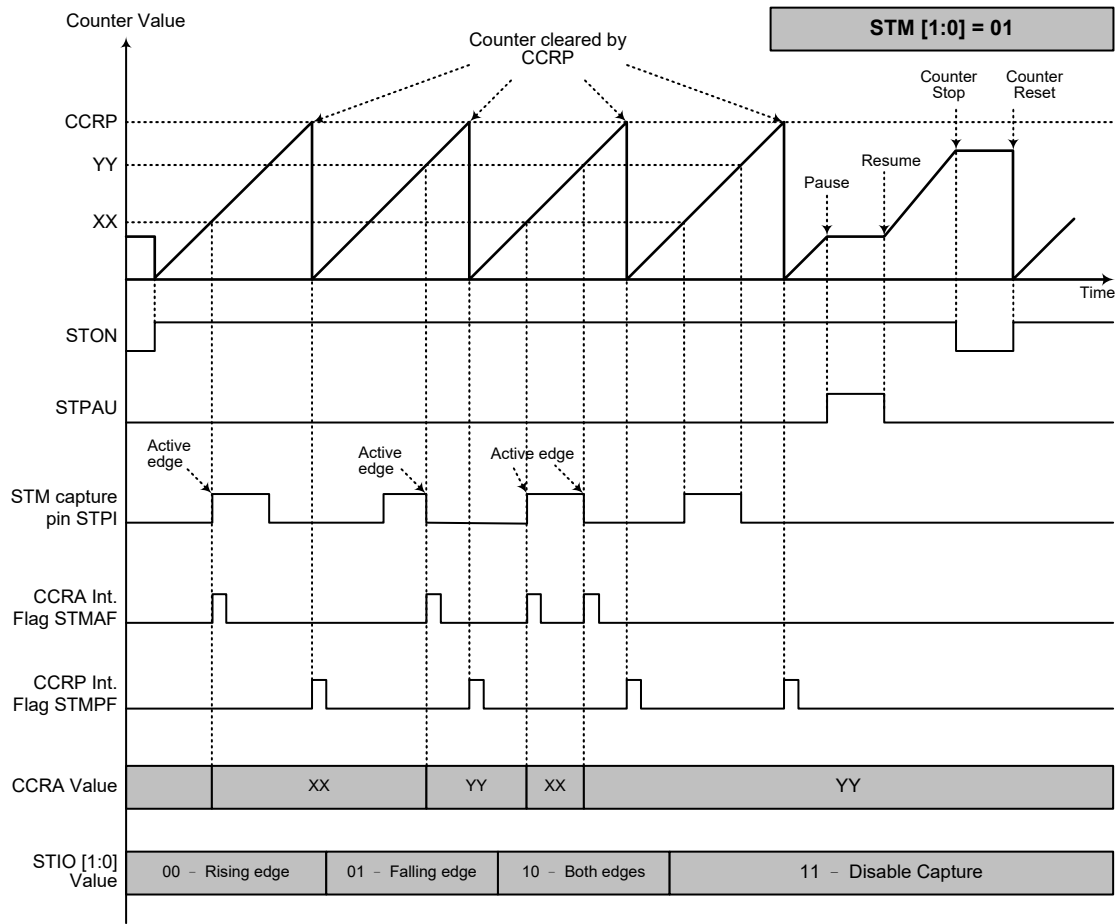 Counter Value
STM [1:0] = 01
Counter cleared by
CCRP
Counter
Stop
Counter
Reset
CCRP
YY
XX
Pause
Resume
Time
STON
STPAU
Active
edge
Active
edge
Active edge
STM capture
pin STPI
CCRA Int.
Flag STMAF
CCRP Int.
Flag STMPF
CCRA Value
XX
YY
XX
YY
STIO [1:0]
Value
00 – Rising edge
01 – Falling edge
10 – Both edges
11 – Disable Capture